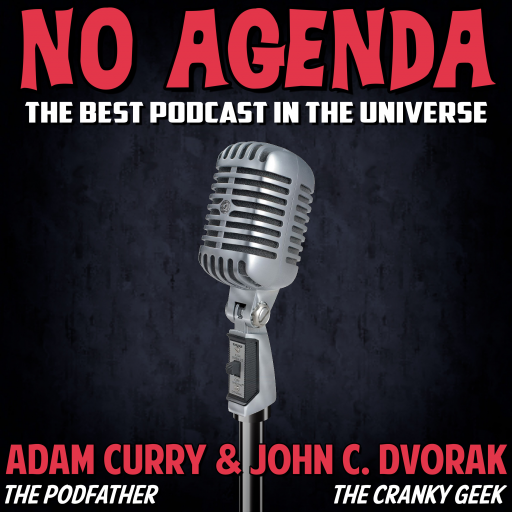 NO AGENDA
THE BEST PODCAST IN THE UNIVERSE
ADAM CURRY & JOHN C. DVORAK
THE PODFATHER THE CRANKY GEEK